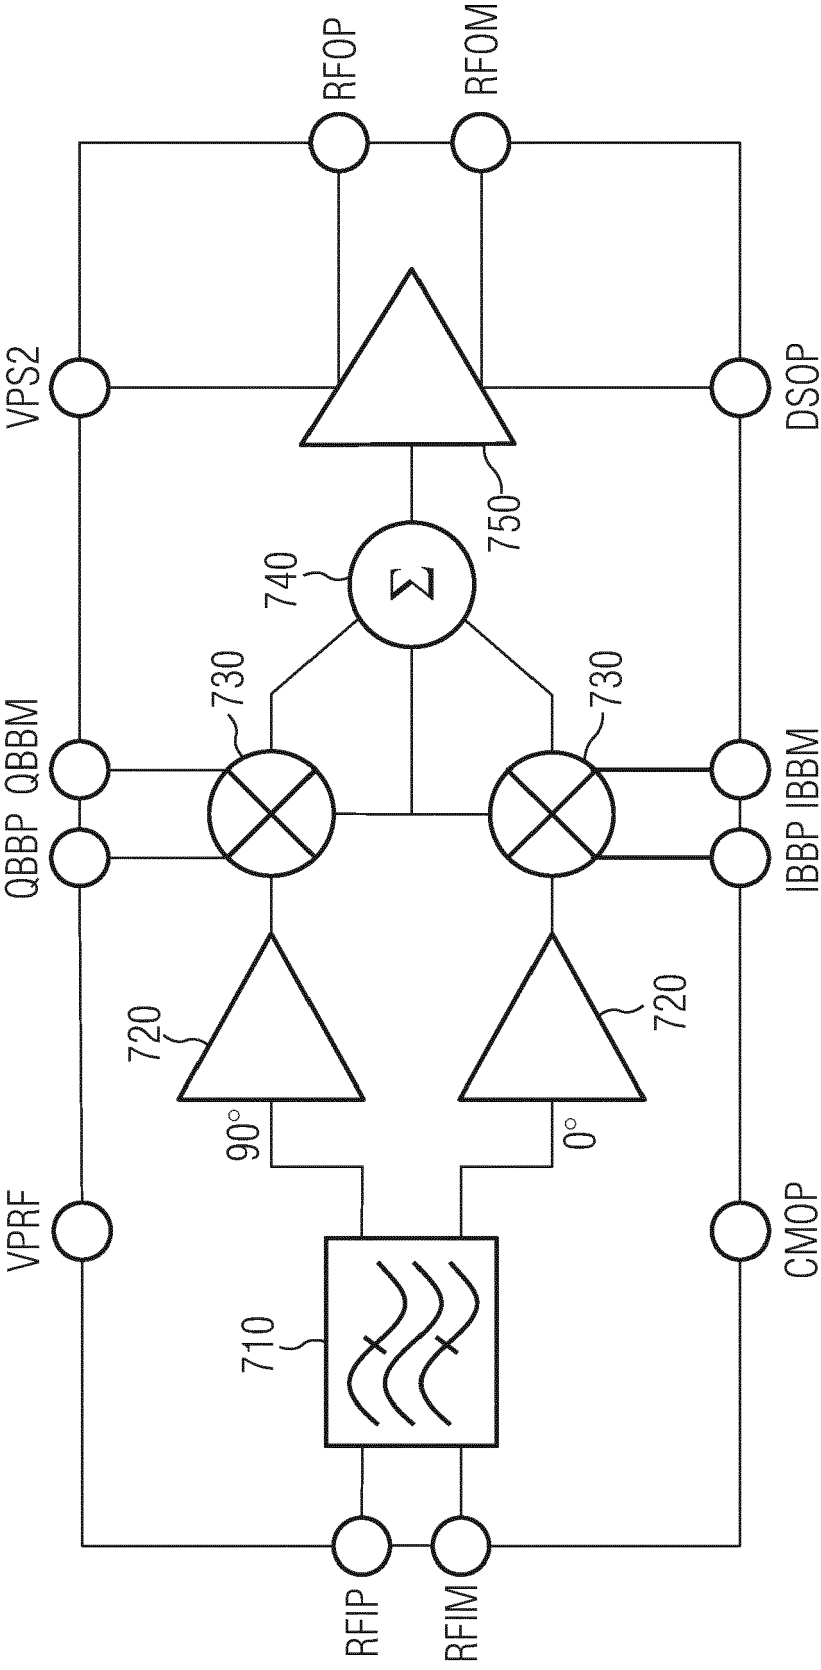 VPRF
QBBP
QBBM
VPS2
720
730
90°
740
RFOP
RFIP
710
Σ
RFIM
750
RFOM
0°
720
730
CMOP
IBBP
IBBM
DSOP